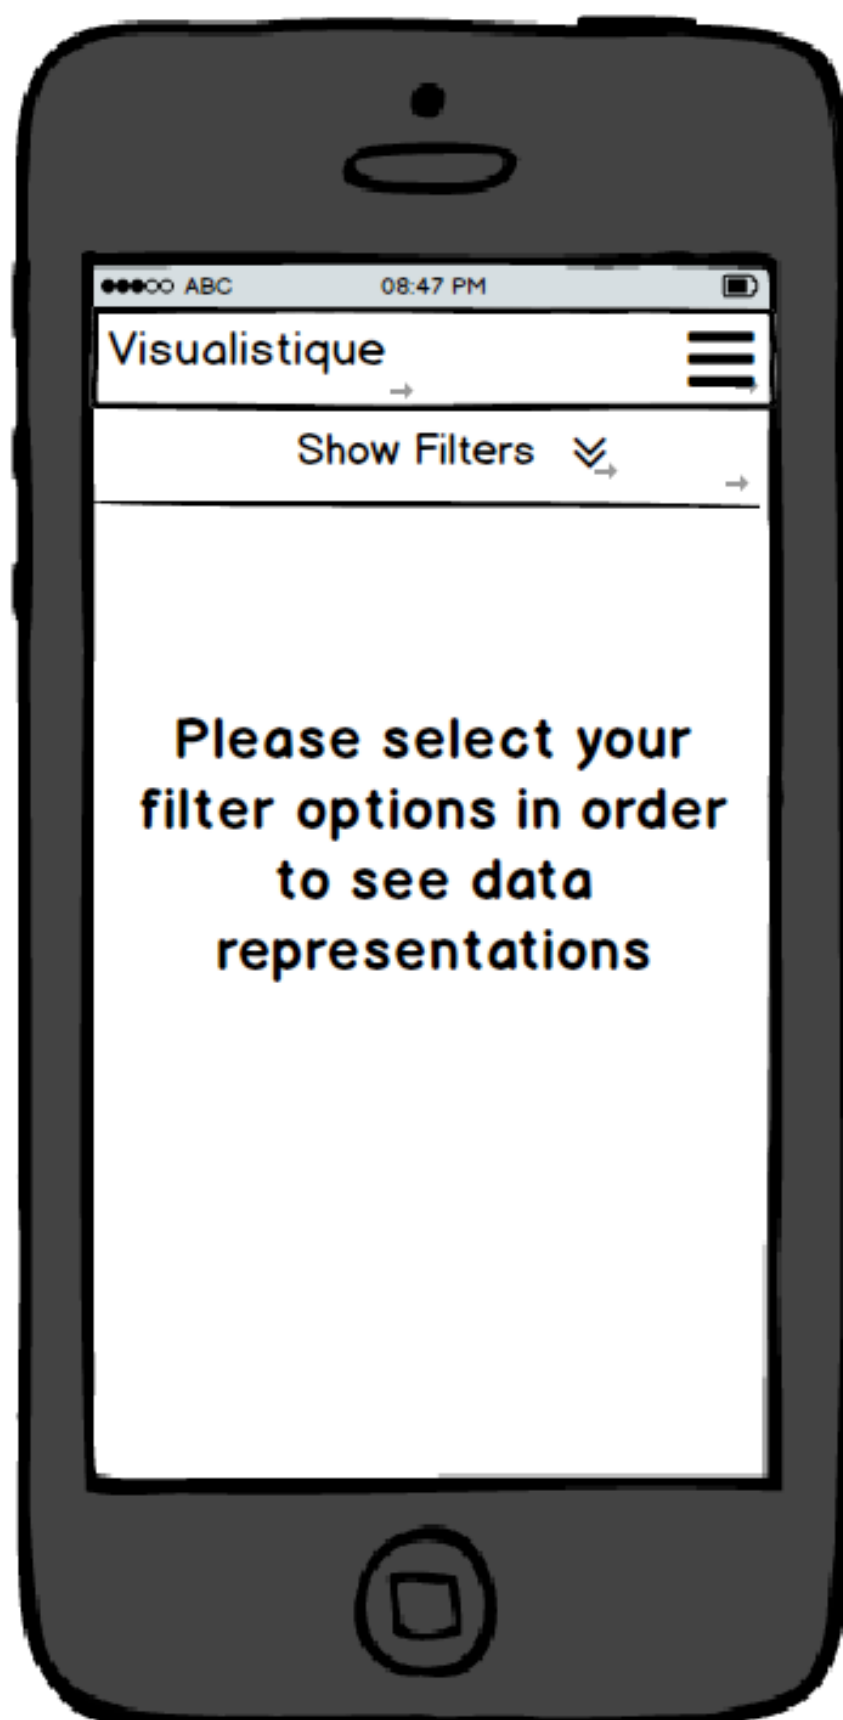 ABC 08:47 PM
Visualistique
Show Filters
Please select your
filter options in order
to see data
representations